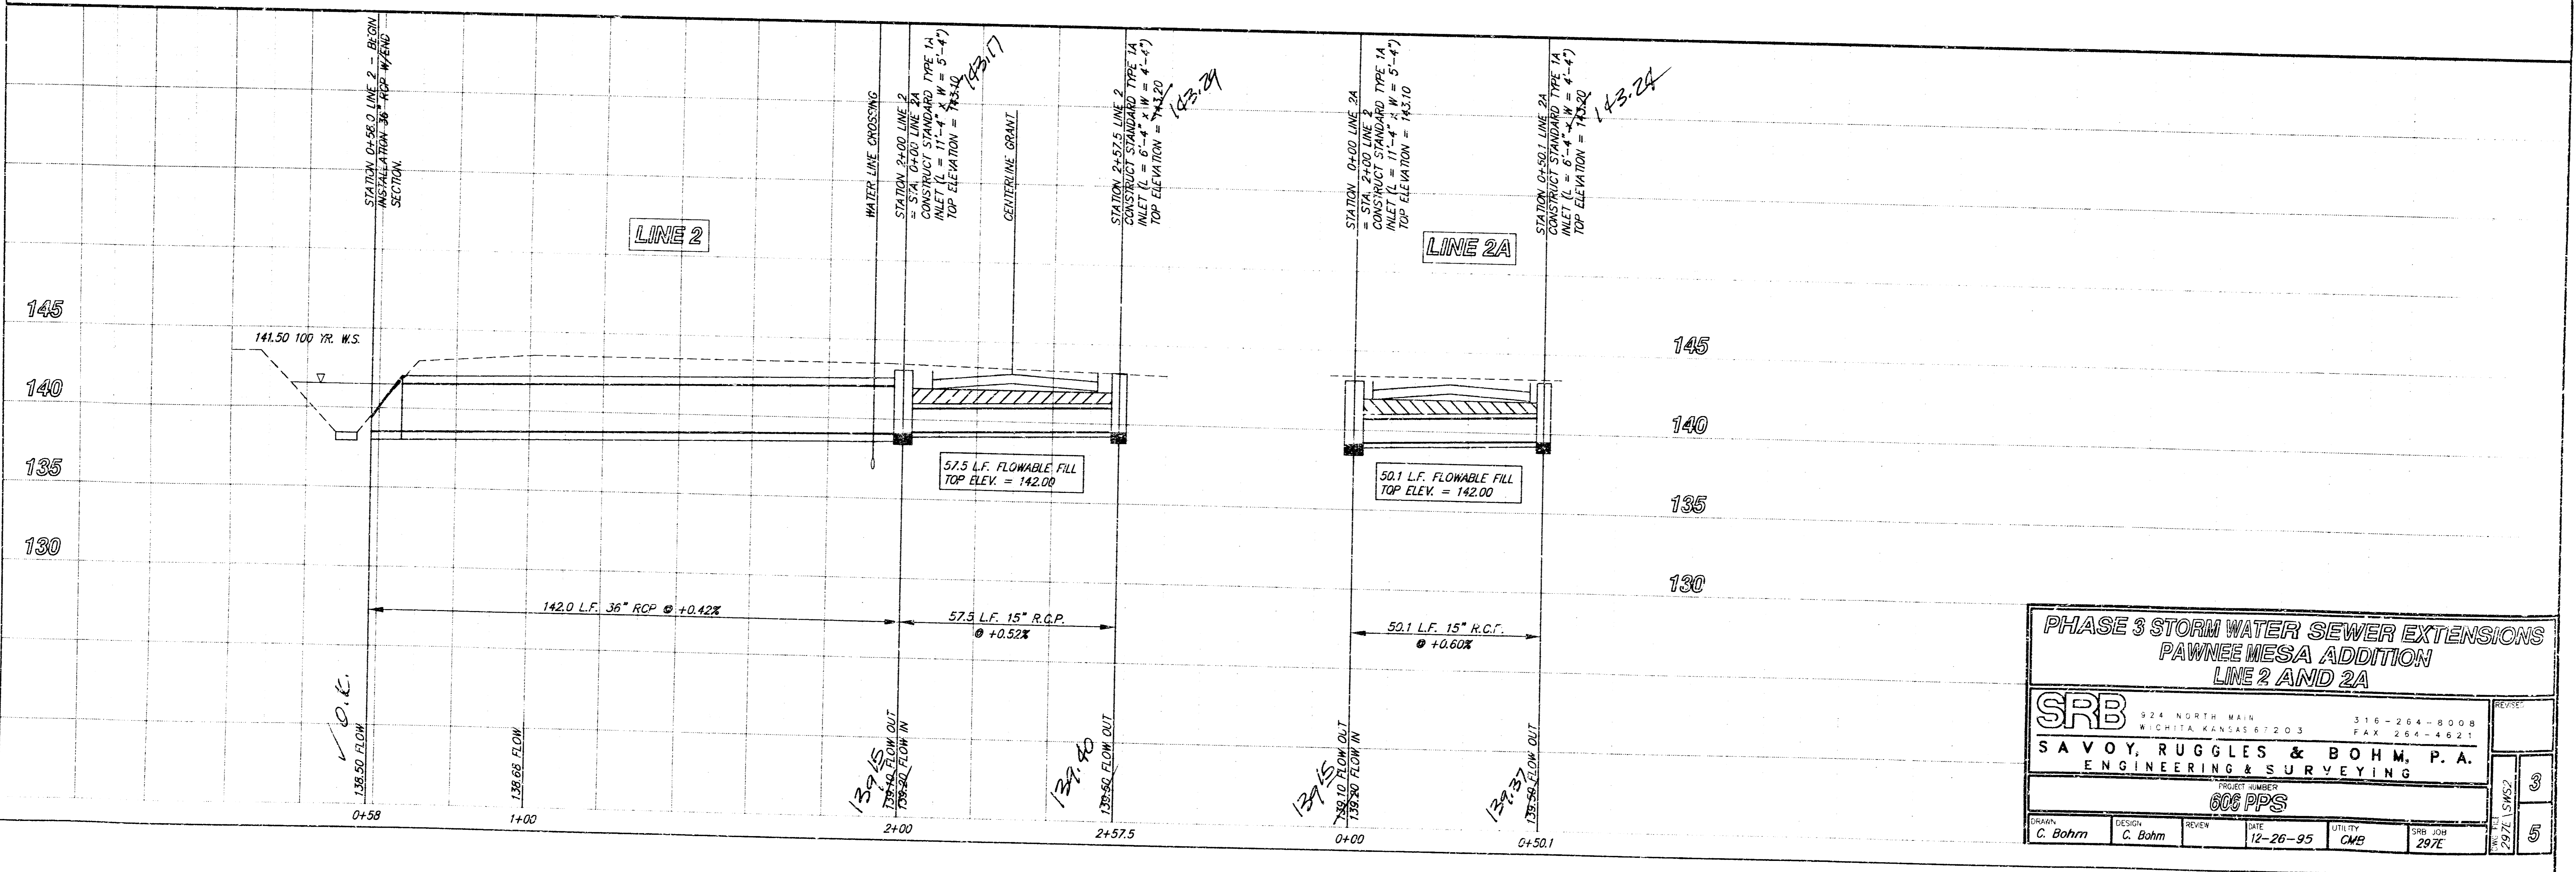 STATION 0+58.0 LINE 2 - BEGIN
INSTALLATION 36" RCP W/END
SECTION.
WATER LINE CROSSING
STATION 2+00 LINE 2
= STA. 0+00 LINE 2A
CONSTRUCT STANDARD TYPE 1A
INLET (L = 11'-4" x W = 5'-4")
TOP ELEVATION = 143.10
143.17
CENTERLINE GRANT
STATION 2+57.5 LINE 2
CONSTRUCT STANDARD TYPE 1A
INLET (L = 6'-4" x W = 4'-4")
TOP ELEVATION = 143.20
143.29
STATION 0+00 LINE 2A
= STA. 2+00 LINE 2
CONSTRUCT STANDARD TYPE 1A
INLET (L = 11'-4" x W = 5'-4")
TOP ELEVATION = 143.10
STATION 0+50.1 LINE 2A
CONSTRUCT STANDARD TYPE 1A
INLET (L = 6'-4" x W = 4'-4")
TOP ELEVATION = 143.20
143.24
LINE 2
LINE 2A
145
140
135
130
141.50 100 YR. W.S.
145
140
135
130
57.5 L.F. FLOWABLE FILL
TOP ELEV. = 142.00
50.1 L.F. FLOWABLE FILL
TOP ELEV. = 142.00
142.0 L.F. 36" RCP @ +0.42%
57.5 L.F. 15" R.C.P.
@ +0.52%
50.1 L.F. 15" R.C.P.
@ +0.60%
✓ O.K.
138.50 FLOW
138.68 FLOW
139.15
139.10 FLOW OUT
139.20 FLOW IN
139.40
139.50 FLOW OUT
139.15
139.10 FLOW OUT
139.20 FLOW IN
139.37
139.50 FLOW OUT
0+58
1+00
2+00
2+57.5
0+00
0+50.1
PHASE 3 STORM WATER SEWER EXTENSIONS
PAWNEE MESA ADDITION
LINE 2 AND 2A
SRB
924 NORTH MAIN
WICHITA, KANSAS 67203
316-264-8008
FAX 264-4621
SAVOY, RUGGLES & BOHM, P.A.
ENGINEERING & SURVEYING
PROJECT NUMBER
606 PPS
DRAWN
C. Bohm
DESIGN
C. Bohm
REVIEW
DATE
12-26-95
UTILITY
CMB
SRB JOB
297E
REVISED
DWG FILE
297E\SWS2
3
5